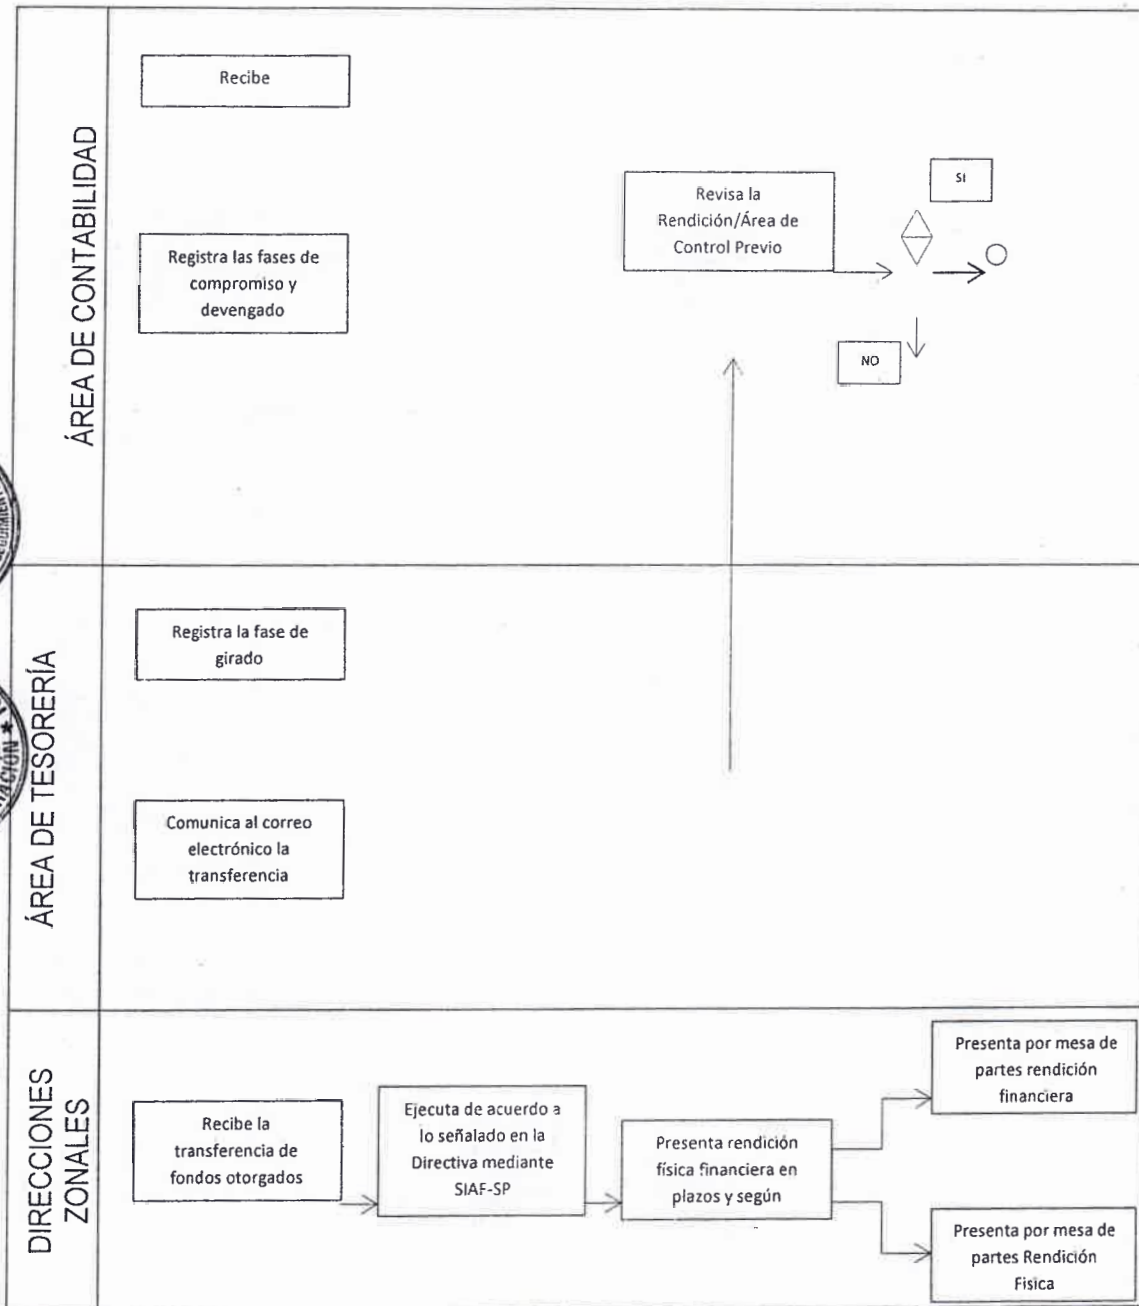 ÁREA DE CONTABILIDAD
Recibe
Registra las fases de
compromiso y
devengado
Revisa la
Rendición/Área de
Control Previo
SI
NO
ÁREA DE TESORERÍA
Registra la fase de
girado
Comunica al correo
electrónico la
transferencia
DIRECCIONES
ZONALES
Recibe la
transferencia de
fondos otorgados
Ejecuta de acuerdo a
lo señalado en la
Directiva mediante
SIAF-SP
Presenta rendición
física financiera en
plazos y según
Presenta por mesa de
partes rendición
financiera
Presenta por mesa de
partes Rendición
Fisica